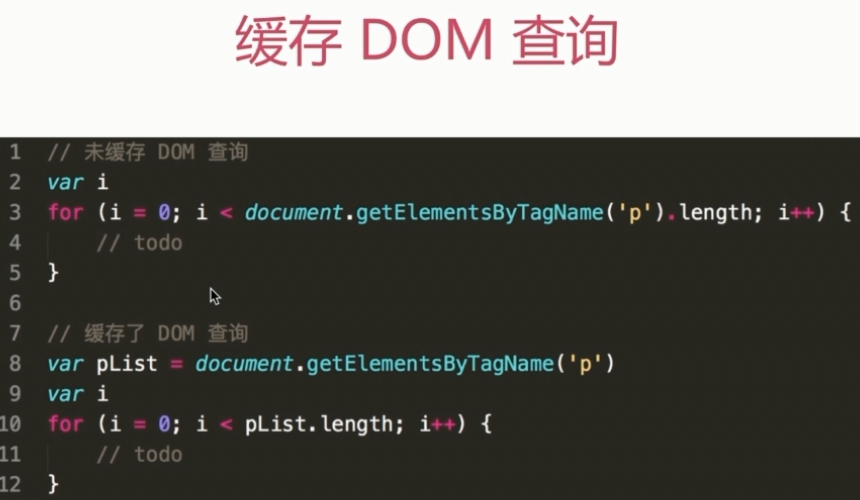 缓存 DOM 查询
1 // 未缓存 DOM 查询
2 var i
3 for (i = 0; i < document.getElementsByTagName('p').length; i++) {
4     // todo
5 }
6
7 // 缓存了 DOM 查询
8 var pList = document.getElementsByTagName('p')
9 var i
10 for (i = 0; i < pList.length; i++) {
11     // todo
12 }